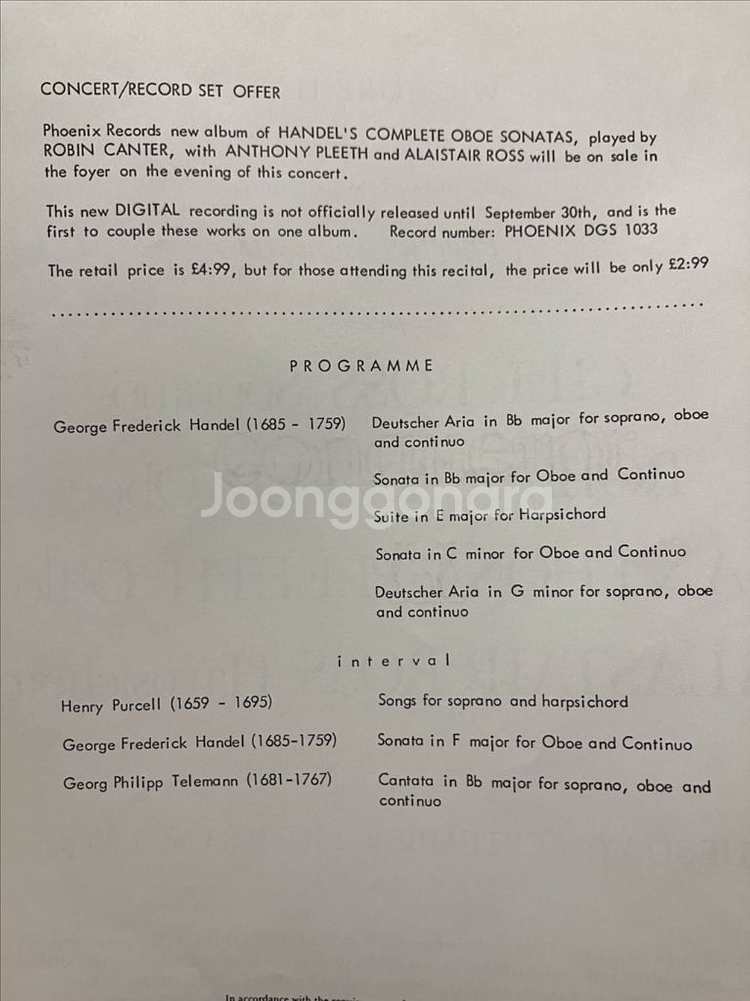 CONCERT/RECORD SET OFFER
Phoenix Records new album of HANDEL'S COMPLETE OBOE SONATAS, played by
ROBIN CANTER, with ANTHONY PLEETH and ALAISTAIR ROSS will be on sale in
the foyer on the evening of this concert.
This new DIGITAL recording is not officially released until September 30th, and is the
first to couple these works on one album. Record number: PHOENIX DGS 1033
The retail price is £4:99, but for those attending this recital, the price will be only £2:99
PROGRAMME
George Frederick Handel (1685 - 1759) Deutscher Aria in Bb major for soprano, oboe
and continuo
Sonata in Bb major for Oboe and Continuo
Joonggonara
Suite in E major for Harpsichord
Sonata in C minor for Oboe and Continuo
Deutscher Aria in G minor for soprano, oboe
and continuo
interval
Henry Purcell (1659 - 1695) Songs for soprano and harpsichord
George Frederick Handel (1685-1759) Sonata in F major for Oboe and Continuo
Georg Philipp Telemann (1681-1767) Cantata in Bb major for soprano, oboe and
continuo
In accordance with the